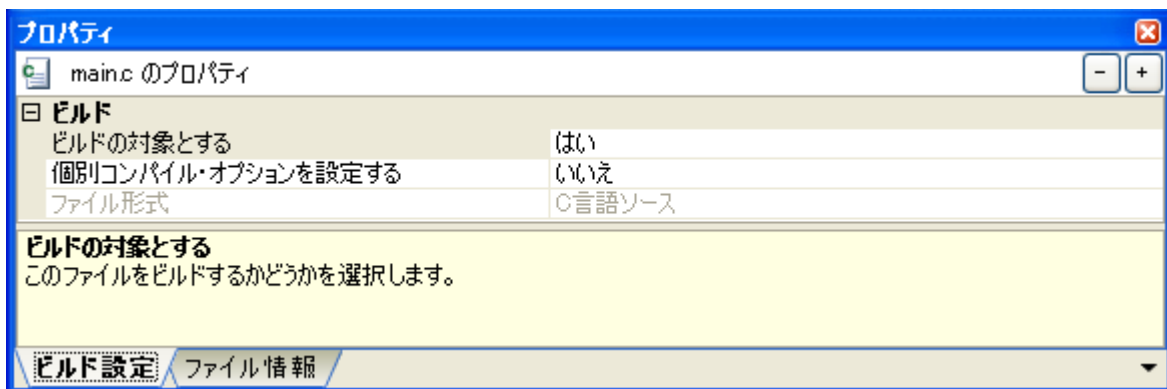 プロパティ
main.c のプロパティ
- +
ビルド
ビルドの対象とする はい
個別コンパイル・オプションを設定する いいえ
ファイル形式 C言語ソース
ビルドの対象とする
このファイルをビルドするかどうかを選択します。
ビルド設定 ファイル情報